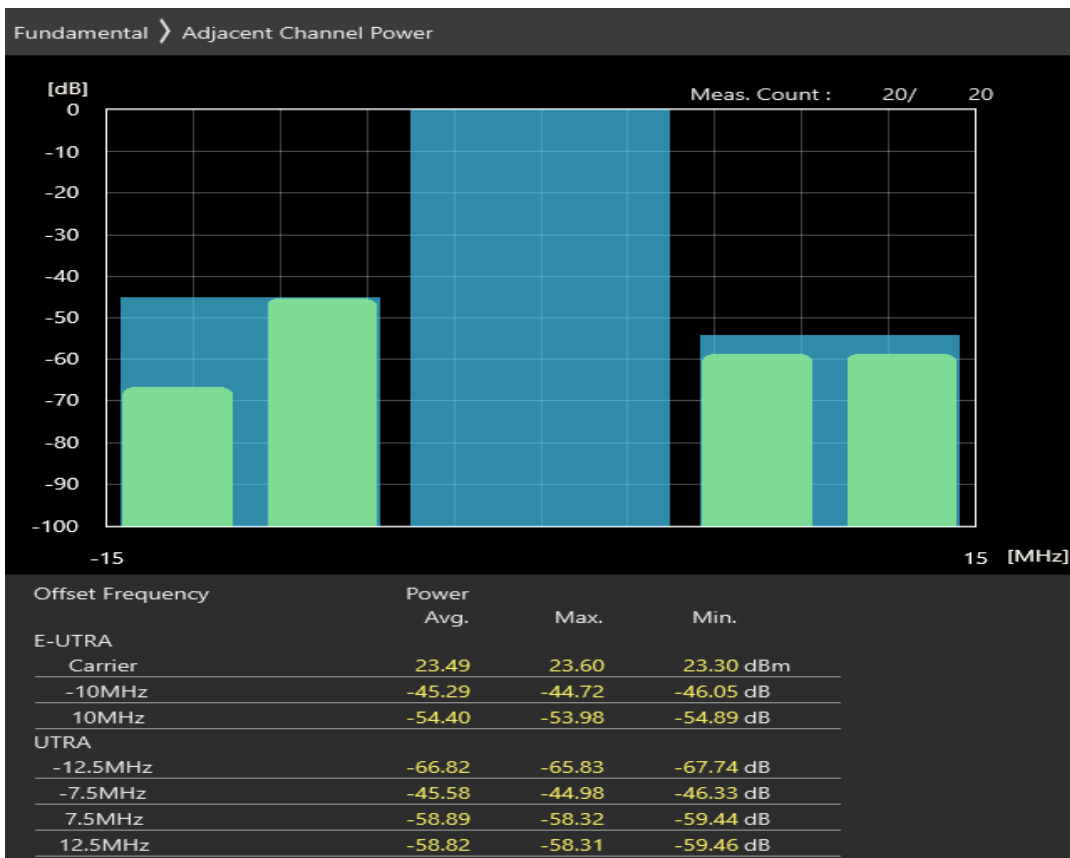 Fundamental ❯ Adjacent Channel Power
[dB]
Meas. Count : 20/ 20
0
-10
-20
-30
-40
-50
-60
-70
-80
-90
-100
-15 15 [MHz]
Offset Frequency Power
Avg. Max. Min.
E-UTRA
Carrier 23.49 23.60 23.30 dBm
-10MHz -45.29 -44.72 -46.05 dB
10MHz -54.40 -53.98 -54.89 dB
UTRA
-12.5MHz -66.82 -65.83 -67.74 dB
-7.5MHz -45.58 -44.98 -46.33 dB
7.5MHz -58.89 -58.32 -59.44 dB
12.5MHz -58.82 -58.31 -59.46 dB